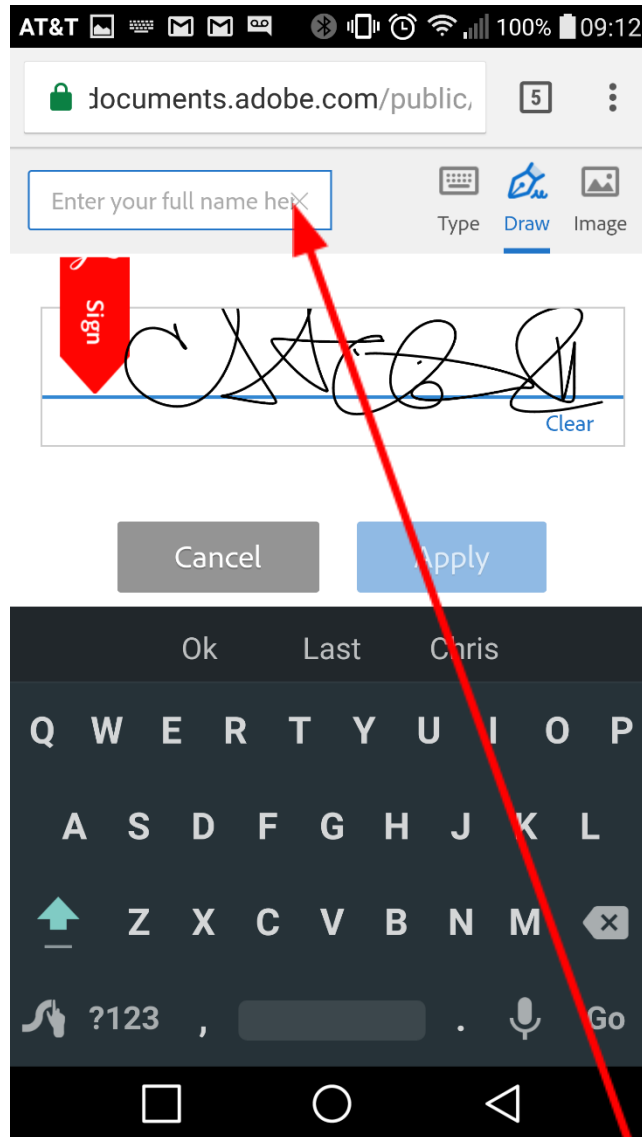 AT&T 100% 09:12
documents.adobe.com/public, 5
Enter your full name her
Type Draw Image
Sign
Clear
Cancel Apply
Ok Last Chris
Q W E R T Y U I O P
A S D F G H J K L
Z X C V B N M
?123 , . Go